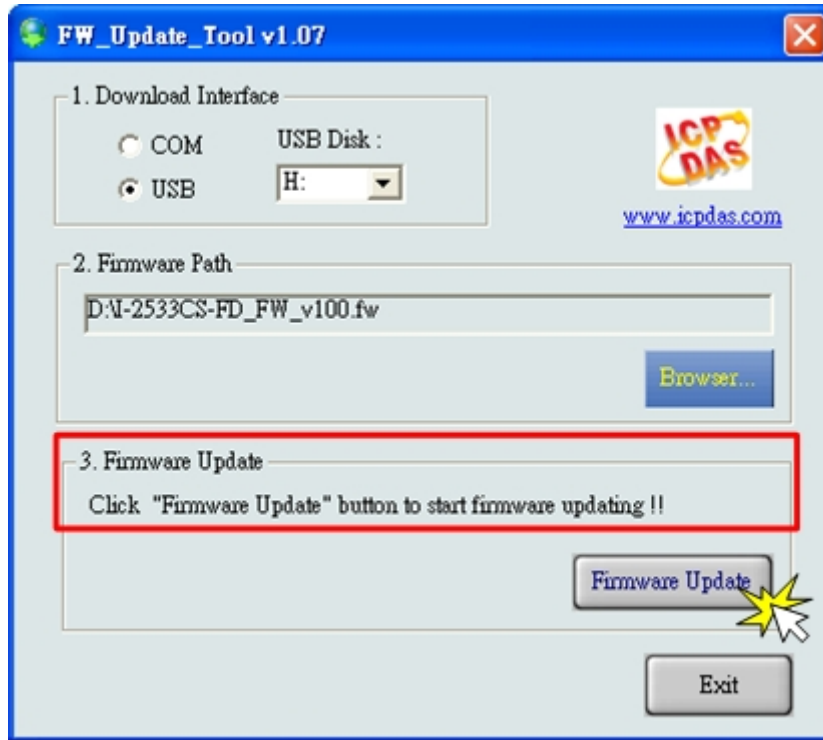 FW_Update_Tool v1.07
1. Download Interface
COM
USB Disk :
USB
H:
ICP
DAS
www.icpdas.com
2. Firmware Path
D:\I-2533CS-FD_FW_v100.fw
Browser...
3. Firmware Update
Click "Firmware Update" button to start firmware updating !!
Firmware Update
Exit